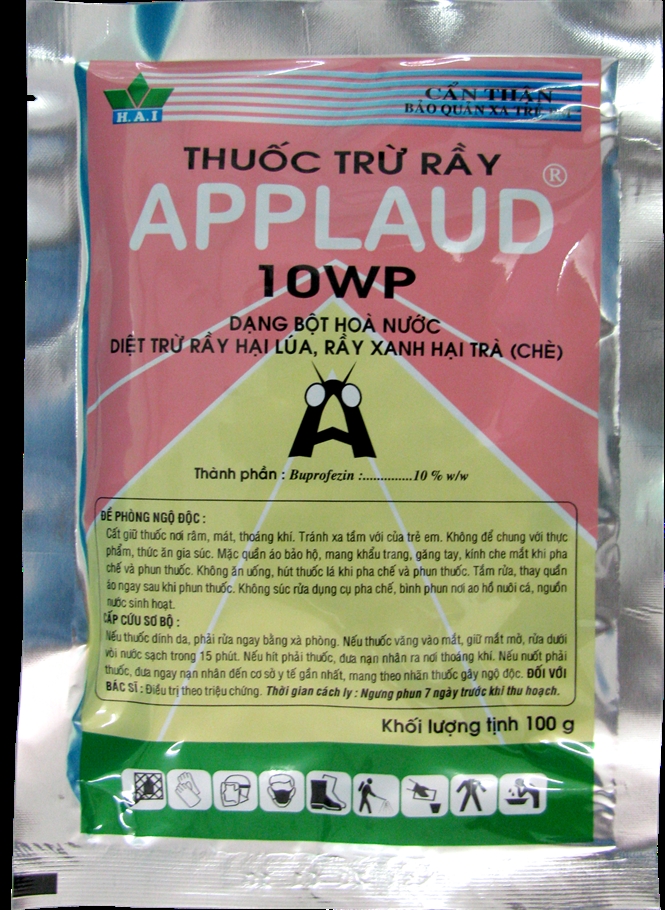 H.A.I
CẨN THẬN
BẢO QUẢN XA TRẺ
THUỐC TRỪ RẦY
APPLAUD®
10WP
DẠNG BỘT HOÀ NƯỚC
DIỆT TRỪ RẦY HẠI LÚA, RẦY XANH HẠI TRÀ (CHÈ)
Thành phần : Buprofezin :..............10 % w/w
ĐỀ PHÒNG NGỘ ĐỘC :
Cất giữ thuốc nơi râm, mát, thoáng khí. Tránh xa tầm với của trẻ em. Không để chung với thực
phẩm, thức ăn gia súc. Mặc quần áo bảo hộ, mang khẩu trang, găng tay, kính che mắt khi pha
chế và phun thuốc. Không ăn uống, hút thuốc lá khi pha chế và phun thuốc. Tắm rửa, thay quần
áo ngay sau khi phun thuốc. Không súc rửa dụng cụ pha chế, bình phun nơi ao hồ nuôi cá, nguồn
nước sinh hoạt.
CẤP CỨU SƠ BỘ :
Nếu thuốc dính da, phải rửa ngay bằng xà phòng. Nếu thuốc văng vào mắt, giữ mắt mở, rửa dưới
vòi nước sạch trong 15 phút. Nếu hít phải thuốc, đưa nạn nhân ra nơi thoáng khí. Nếu nuốt phải
thuốc, đưa ngay nạn nhân đến cơ sở y tế gần nhất, mang theo nhãn thuốc gây ngộ độc. ĐỐI VỚI
BÁC SĨ : Điều trị theo triệu chứng. Thời gian cách ly : Ngưng phun 7 ngày trước khi thu hoạch.
Khối lượng tịnh 100 g